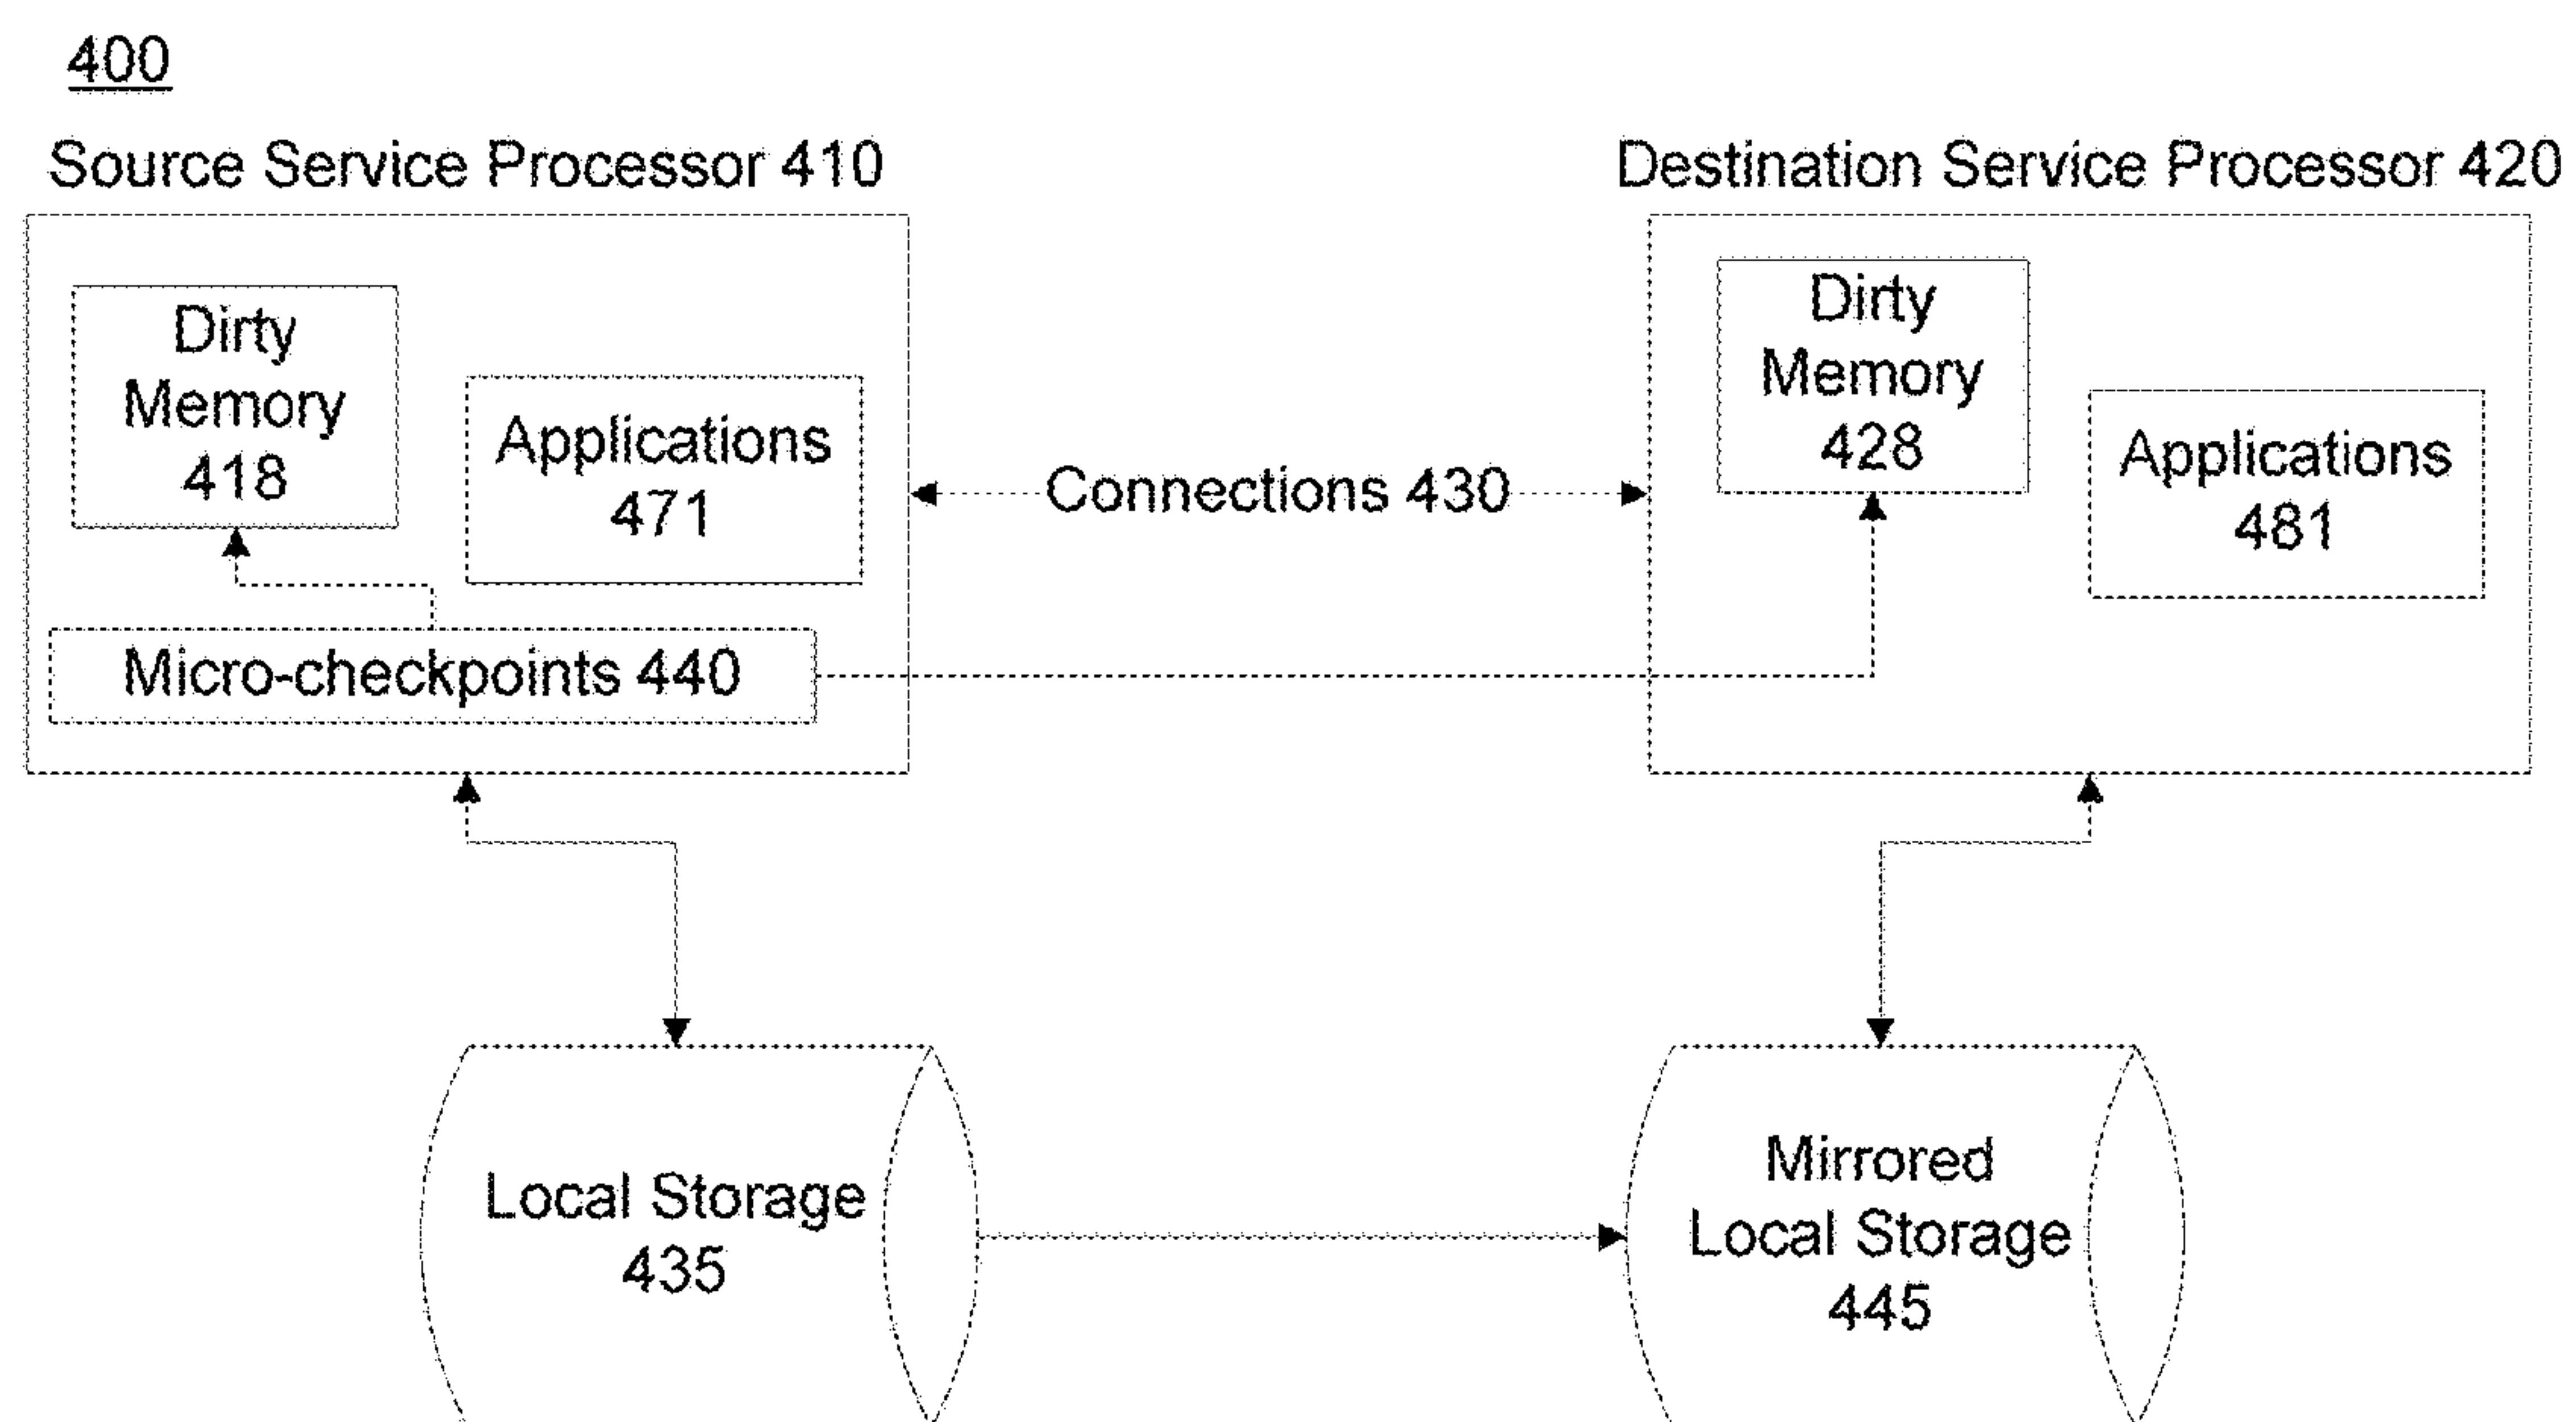 400
Source Service Processor 410
Destination Service Processor 420
Dirty
Memory
418
Applications
471
Micro-checkpoints 440
Connections 430
Dirty
Memory
428
Applications
481
Local Storage
435
Mirrored
Local Storage
445